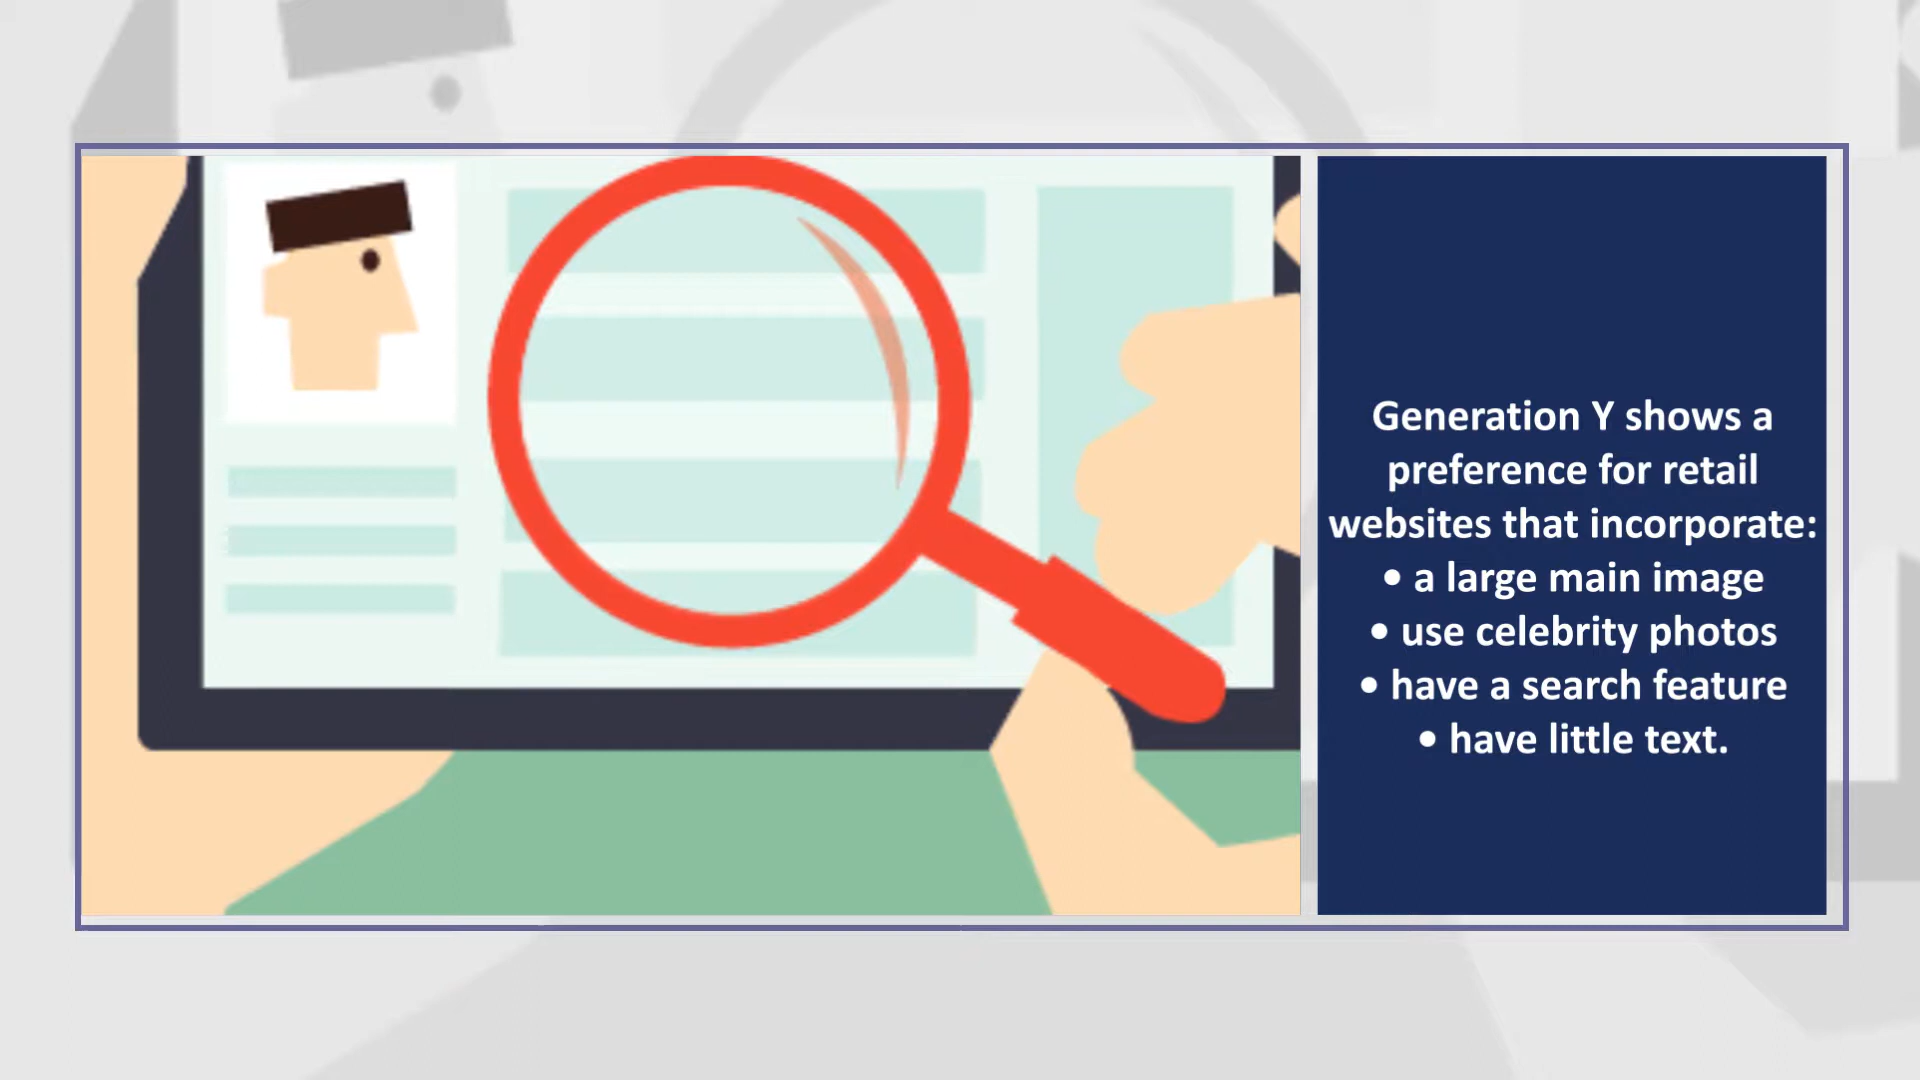 Generation Y shows a
preference for retail
websites that incorporate:
• a large main image
• use celebrity photos
• have a search feature
• have little text.